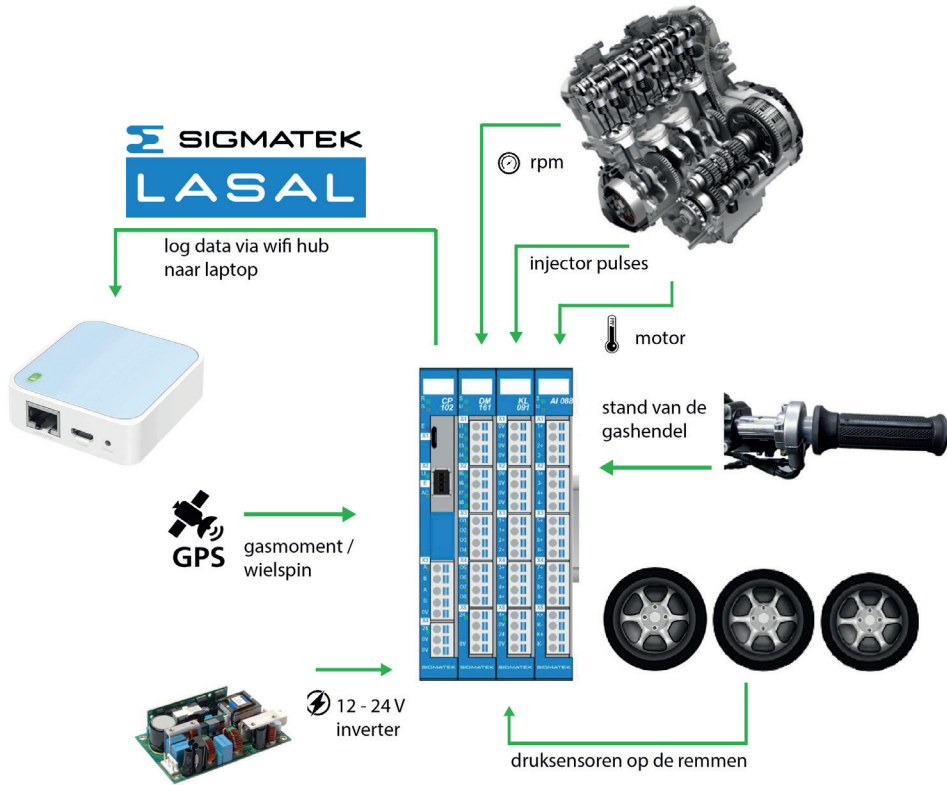 SIGMATEK
LASAL
rpm
log data via wifi hub
naar laptop
injector pulses
motor
CP
102
DM
161
KL
091
AI 088
stand van de
gashendel
GPS
gasmoment /
wielspin
SIGMATEK
SIGMATEK
SIGMATEK
SIGMATEK
12 - 24 V
inverter
druksensoren op de remmen